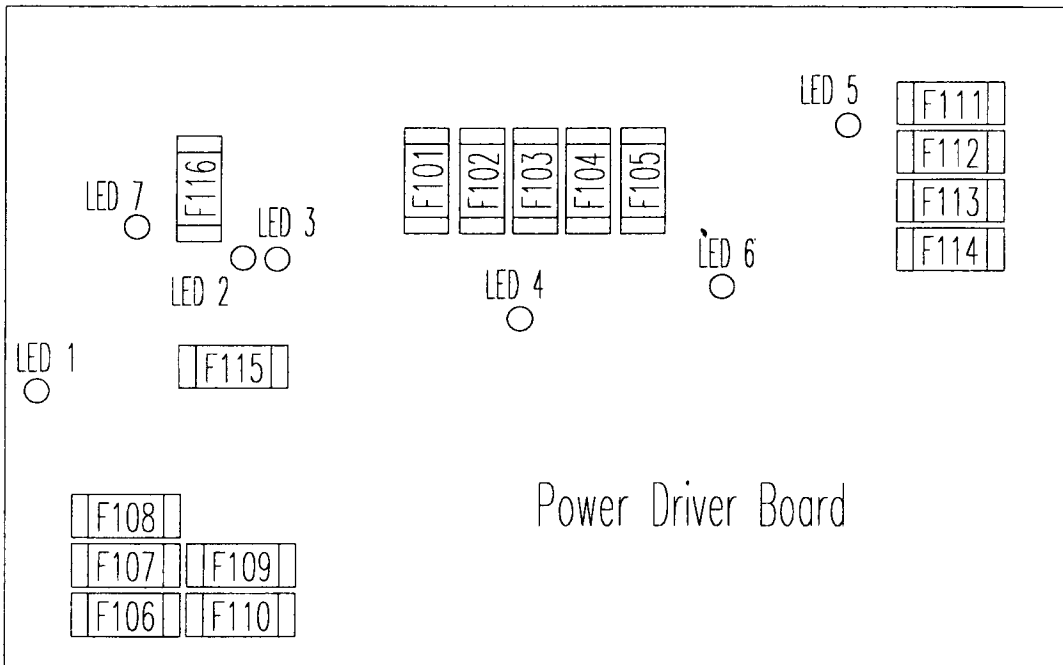 LED 5
F111
F112
F113
F114
F116
LED 7
LED 3
LED 2
F101
F102
F103
F104
F105
LED 4
LED 6
LED 1
F115
Power Driver Board
F108
F107
F109
F106
F110